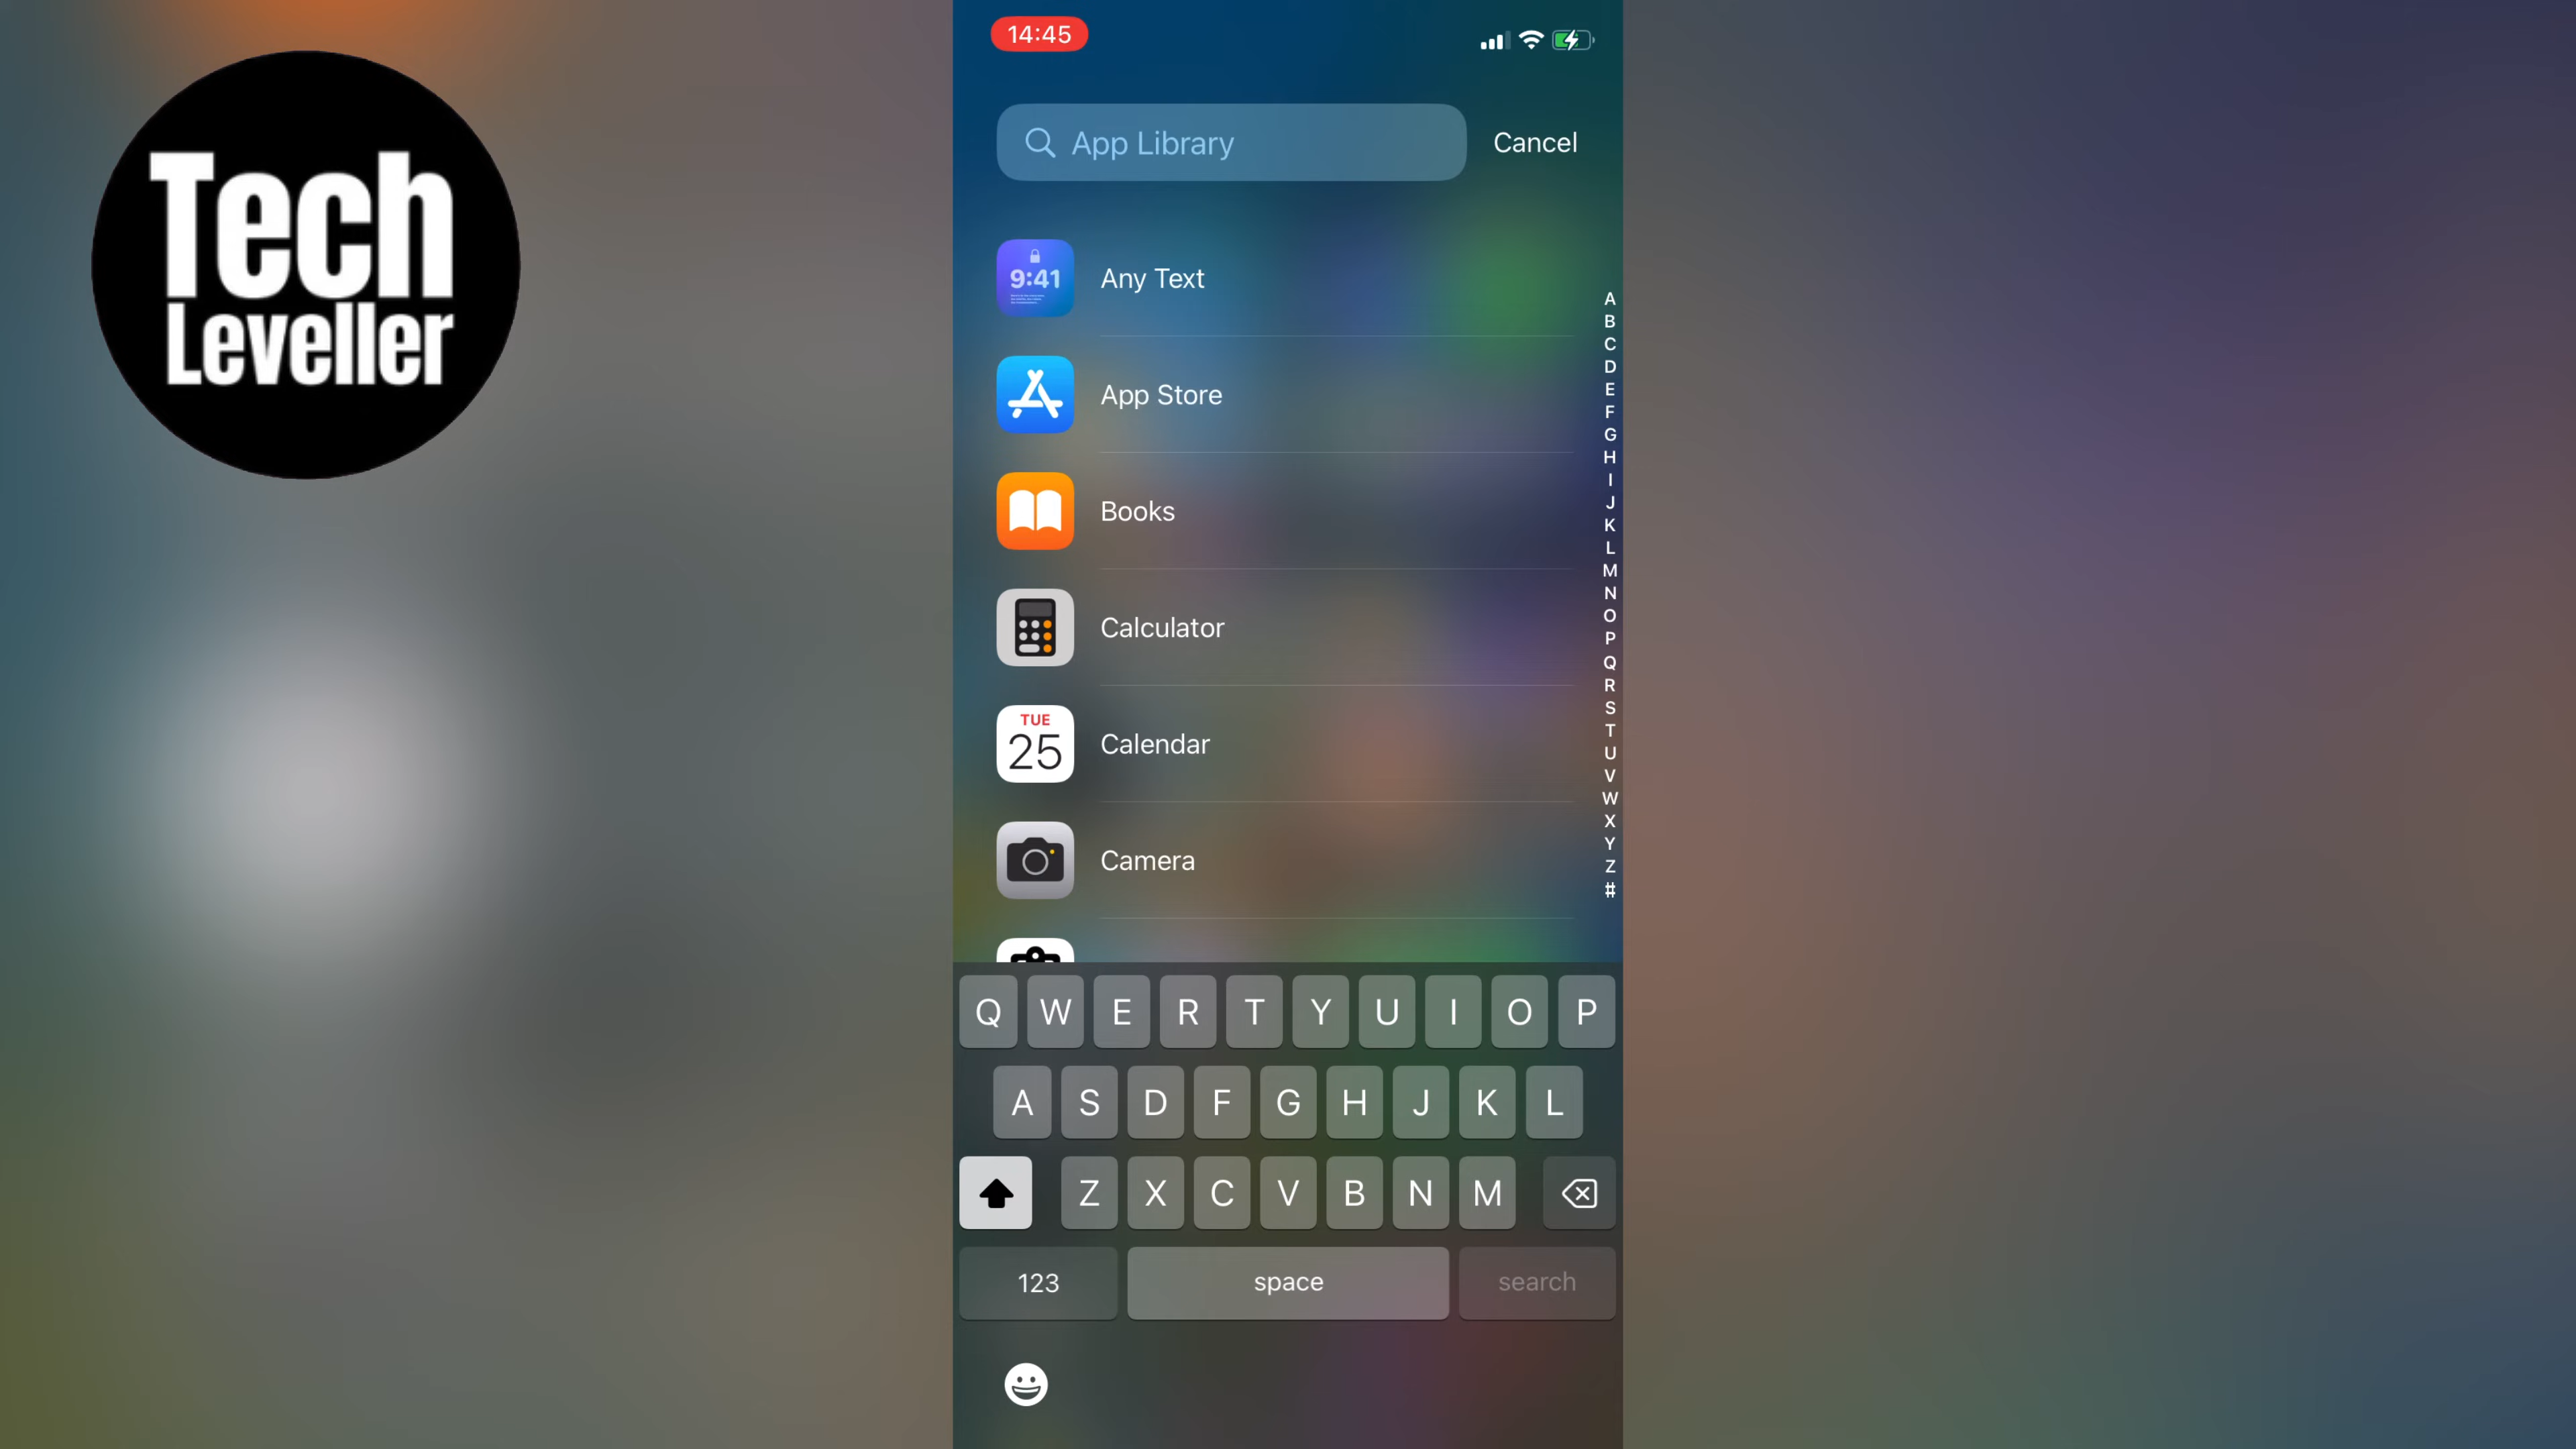 Tech
Leveller
14:45
App Library
Cancel
9:41
Any Text
App Store
Books
Calculator
TUE
25
Calendar
Camera
A
B
C
D
E
F
G
H
I
J
K
L
M
N
O
P
Q
R
S
T
U
V
W
X
Y
Z
#
Q W E R T Y U I O P
A S D F G H J K L
Z X C V B N M
123 space search